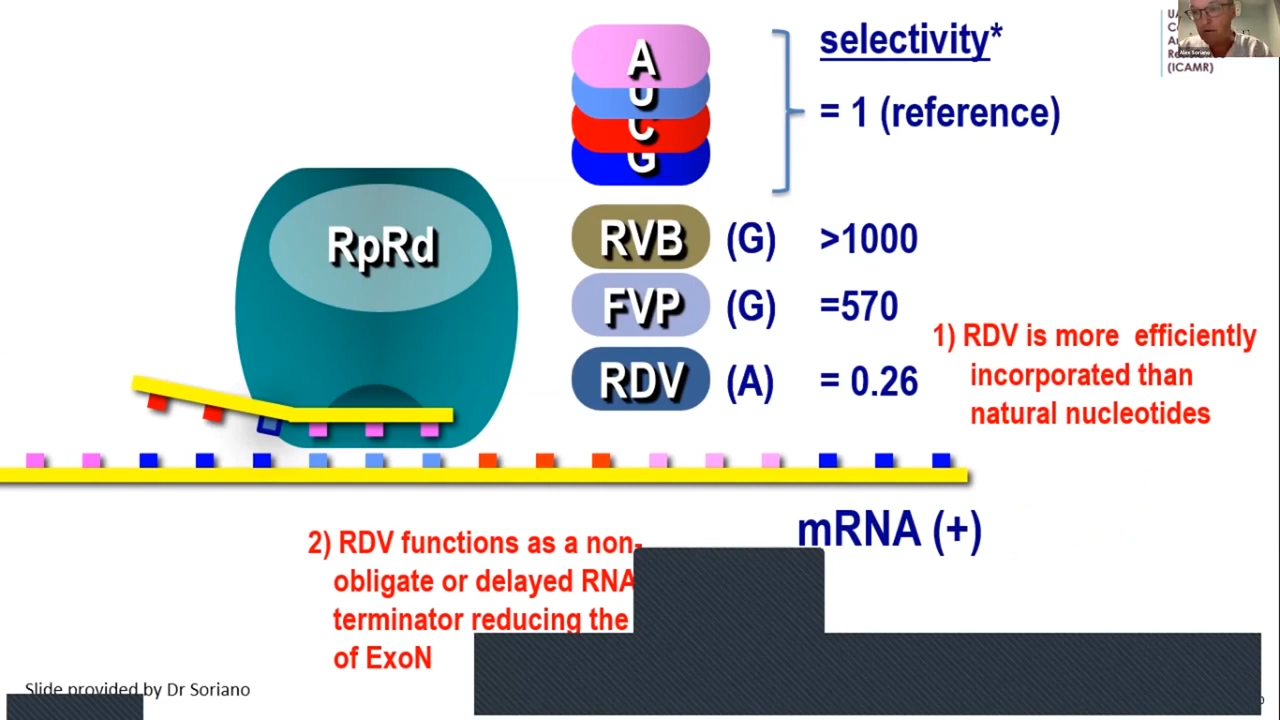 A
U
C
G
selectivity*
= 1 (reference)
RpRd
RVB (G) >1000
FVP (G) =570
RDV (A) = 0.26
1) RDV is more efficiently
incorporated than
natural nucleotides
mRNA (+)
2) RDV functions as a non-
obligate or delayed RNA
terminator reducing the
of ExoN
Slide provided by Dr Soriano
Alex Soriano
(ICAMR)